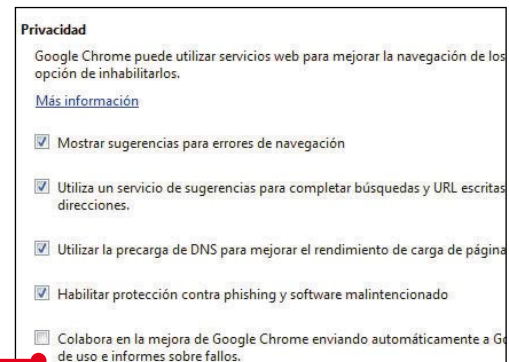 Privacidad
Google Chrome puede utilizar servicios web para mejorar la navegación de los
opción de inhabilitarlos.
Más información
Mostrar sugerencias para errores de navegación
Utiliza un servicio de sugerencias para completar búsquedas y URL escritas
direcciones.
Utilizar la precarga de DNS para mejorar el rendimiento de carga de página
Habilitar protección contra phishing y software malintencionado
Colabora en la mejora de Google Chrome enviando automáticamente a Go
de uso e informes sobre fallos.